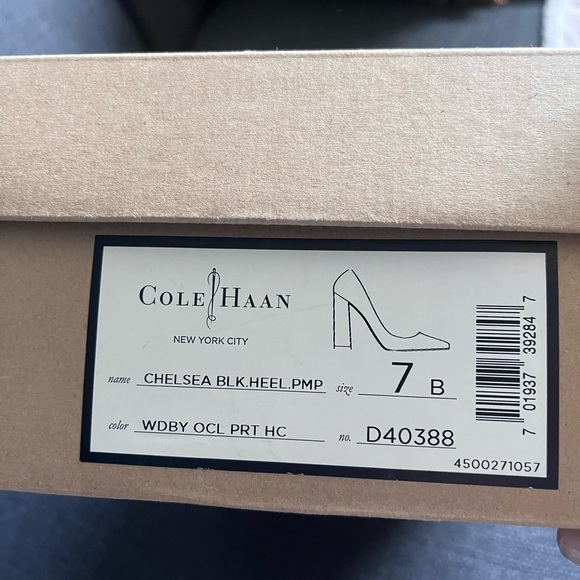 COLE HAAN
NEW YORK CITY
name CHELSEA BLK.HEEL.PMP size 7 B
color WDBY OCL PRT HC no. D40388
7 01937 39284 7
4500271057